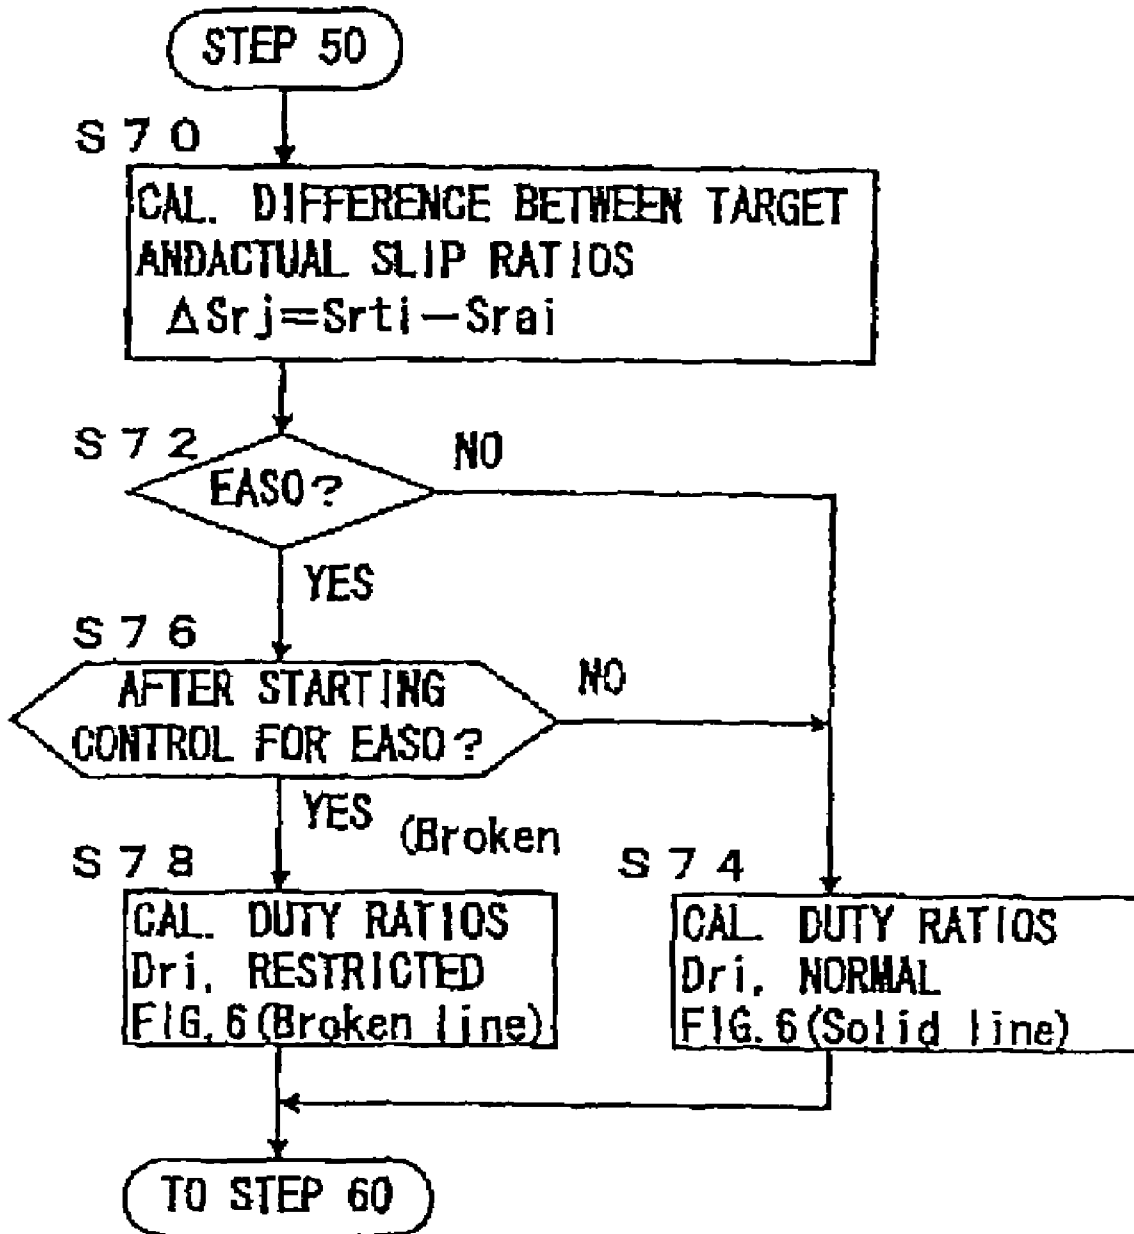 STEP 50
S70
CAL. DIFFERENCE BETWEEN TARGET
ANDACTUAL SLIP RATIOS
ΔSrj=Srti-Srai
S72
EASO?
NO
YES
S76
AFTER STARTING
CONTROL FOR EASO?
NO
YES
(Broken
S78
CAL. DUTY RATIOS
Dri, RESTRICTED
FIG.6(Broken line)
S74
CAL. DUTY RATIOS
Dri, NORMAL
FIG.6(Solid line)
TO STEP 60